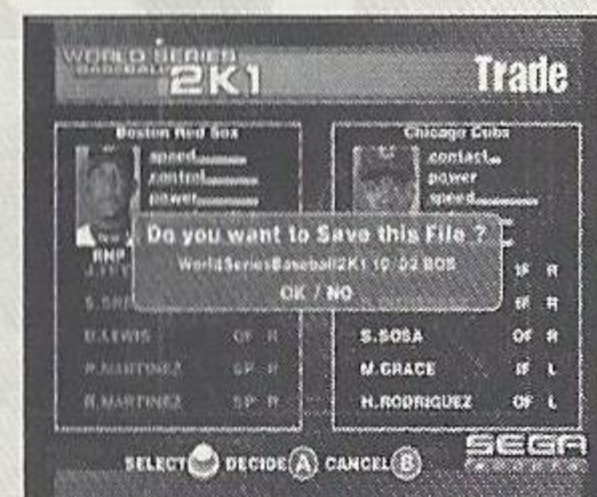 WORLD SERIES
BASEBALL
2K1
Trade
Boston Red Sox
speed
control
power
RHP
D.LEWIS OF R
P.MARTINEZ SP R
R.MARTINEZ SP R
Chicago Cubs
contact
power
speed
IF R
IF R
S.SOSA OF R
M.GRACE IF L
H.RODRIGUEZ OF L
Do you want to Save this File ?
WorldSeriesBaseball2K1 10/02 BOS
OK / NO
SELECT DECIDE A CANCEL B
SEGA
SPORTS